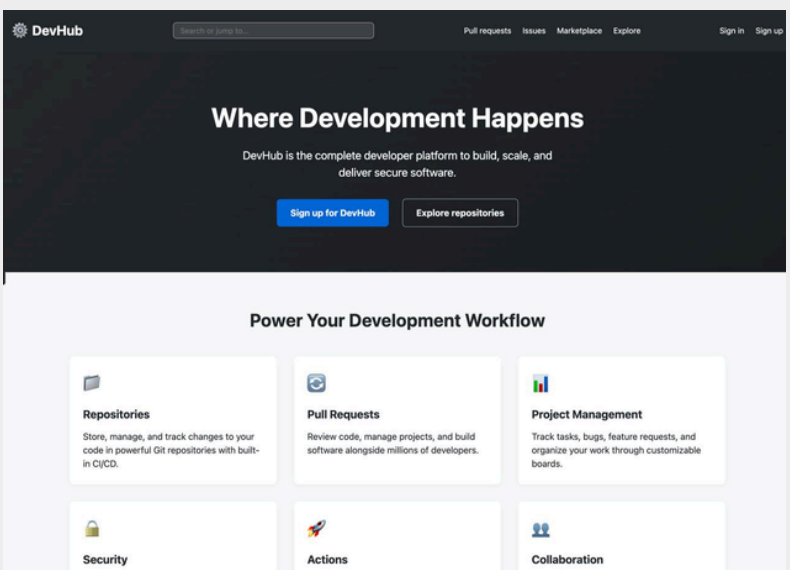 DevHub
Search or jump to...
Pull requests Issues Marketplace Explore
Sign in Sign up
Where Development Happens
DevHub is the complete developer platform to build, scale, and
deliver secure software.
Sign up for DevHub
Explore repositories
Power Your Development Workflow
Repositories
Store, manage, and track changes to your
code in powerful Git repositories with built-
in CI/CD.
Pull Requests
Review code, manage projects, and build
software alongside millions of developers.
Project Management
Track tasks, bugs, feature requests, and
organize your work through customizable
boards.
Security
Actions
Collaboration